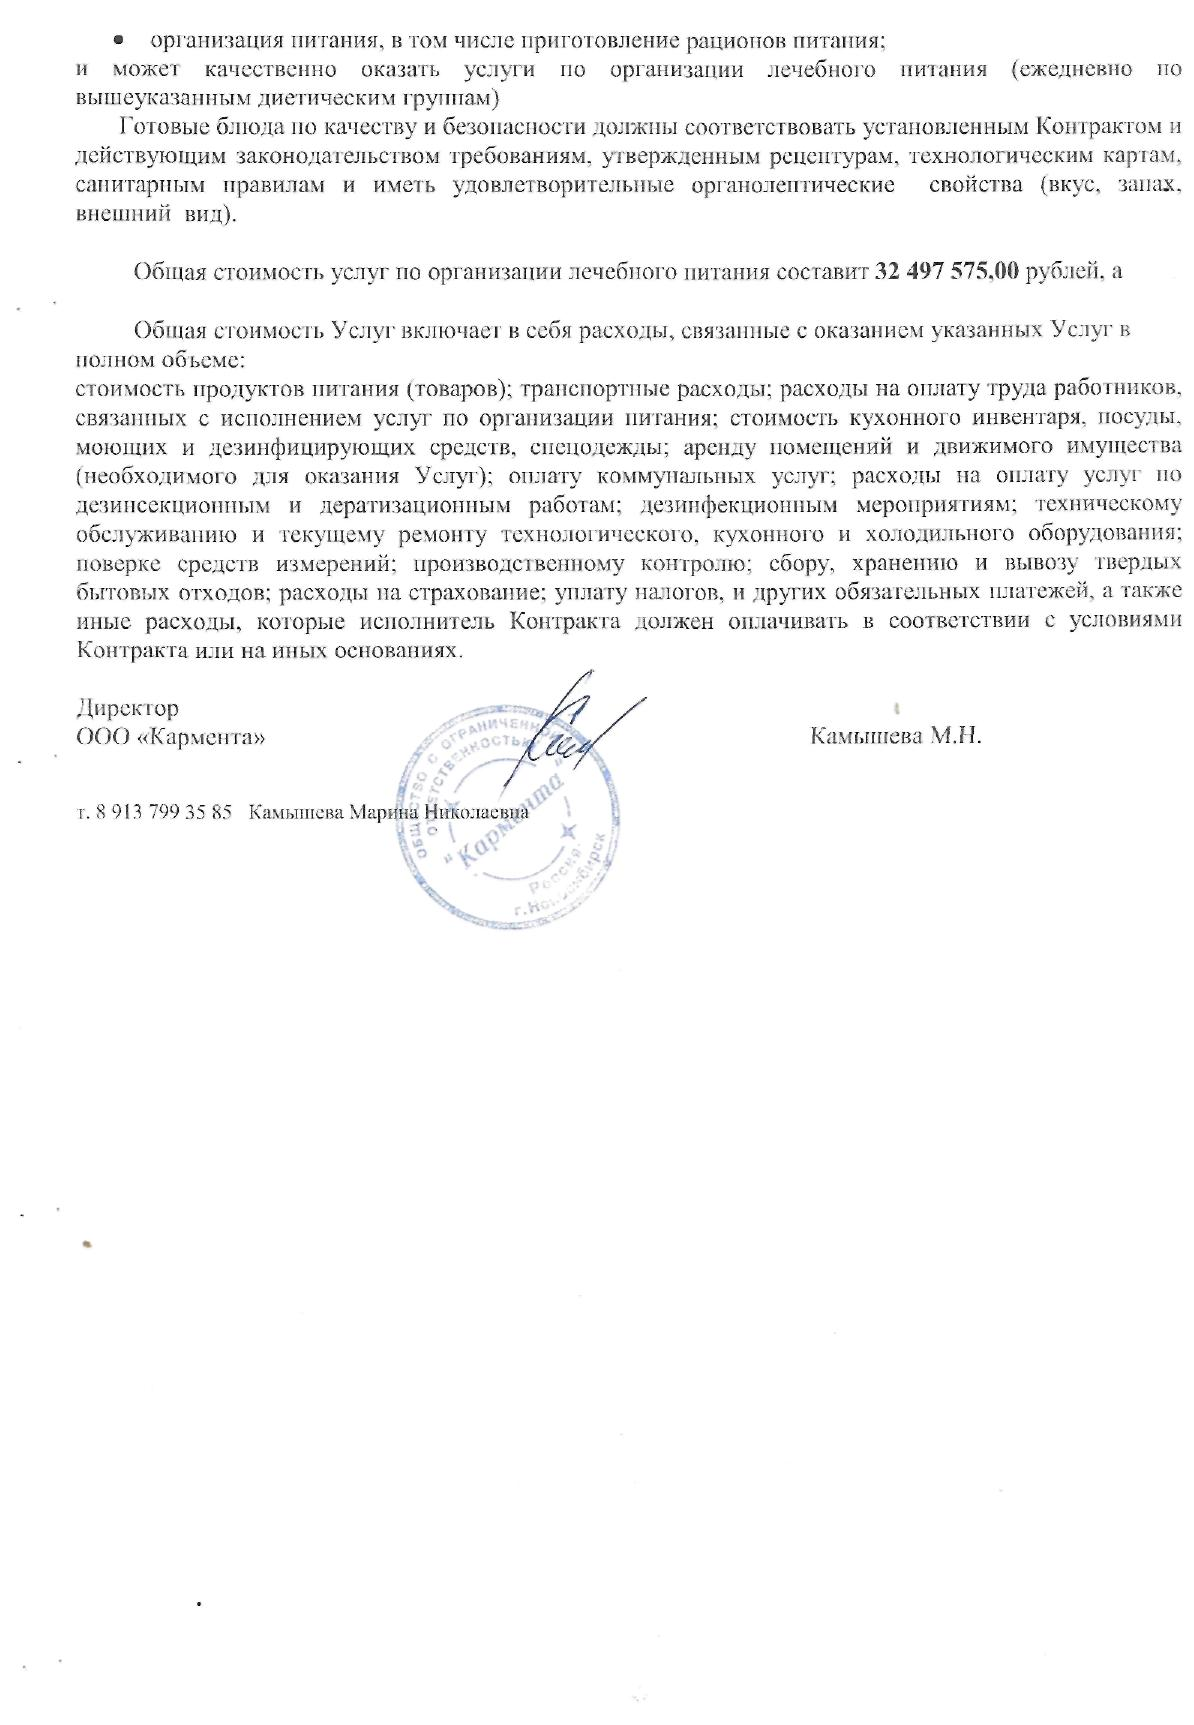 • организация питания, в том числе приготовление рационов питания;
и может качественно оказать услуги по организации лечебного питания (ежедневно по
вышеуказанным диетическим группам)
Готовые блюда по качеству и безопасности должны соответствовать установленным Контрактом и
действующим законодательством требованиям, утвержденным рецептурам, технологическим картам,
санитарным правилам и иметь удовлетворительные органолептические свойства (вкус, запах,
внешний вид).
Общая стоимость услуг по организации лечебного питания составит 32 497 575,00 рублей, а
Общая стоимость Услуг включает в себя расходы, связанные с оказанием указанных Услуг в
полном объеме:
стоимость продуктов питания (товаров); транспортные расходы; расходы на оплату труда работников,
связанных с исполнением услуг по организации питания; стоимость кухонного инвентаря, посуды,
моющих и дезинфицирующих средств, спецодежды; аренду помещений и движимого имущества
(необходимого для оказания Услуг); оплату коммунальных услуг; расходы на оплату услуг по
дезинсекционным и дератизационным работам; дезинфекционным мероприятиям; техническому
обслуживанию и текущему ремонту технологического, кухонного и холодильного оборудования;
поверке средств измерений; производственному контролю; сбору, хранению и вывозу твердых
бытовых отходов; расходы на страхование; уплату налогов, и других обязательных платежей, а также
иные расходы, которые исполнитель Контракта должен оплачивать в соответствии с условиями
Контракта или на иных основаниях.
Директор
ООО «Кармента» Камышева М.Н.
т. 8 913 799 35 85 Камышева Марина Николаевна
ОБЩЕСТВО С ОГРАНИЧЕННОЙ
ОТВЕТСТВЕННОСТЬЮ
"Кармента"
Россия
г.Новосибирск